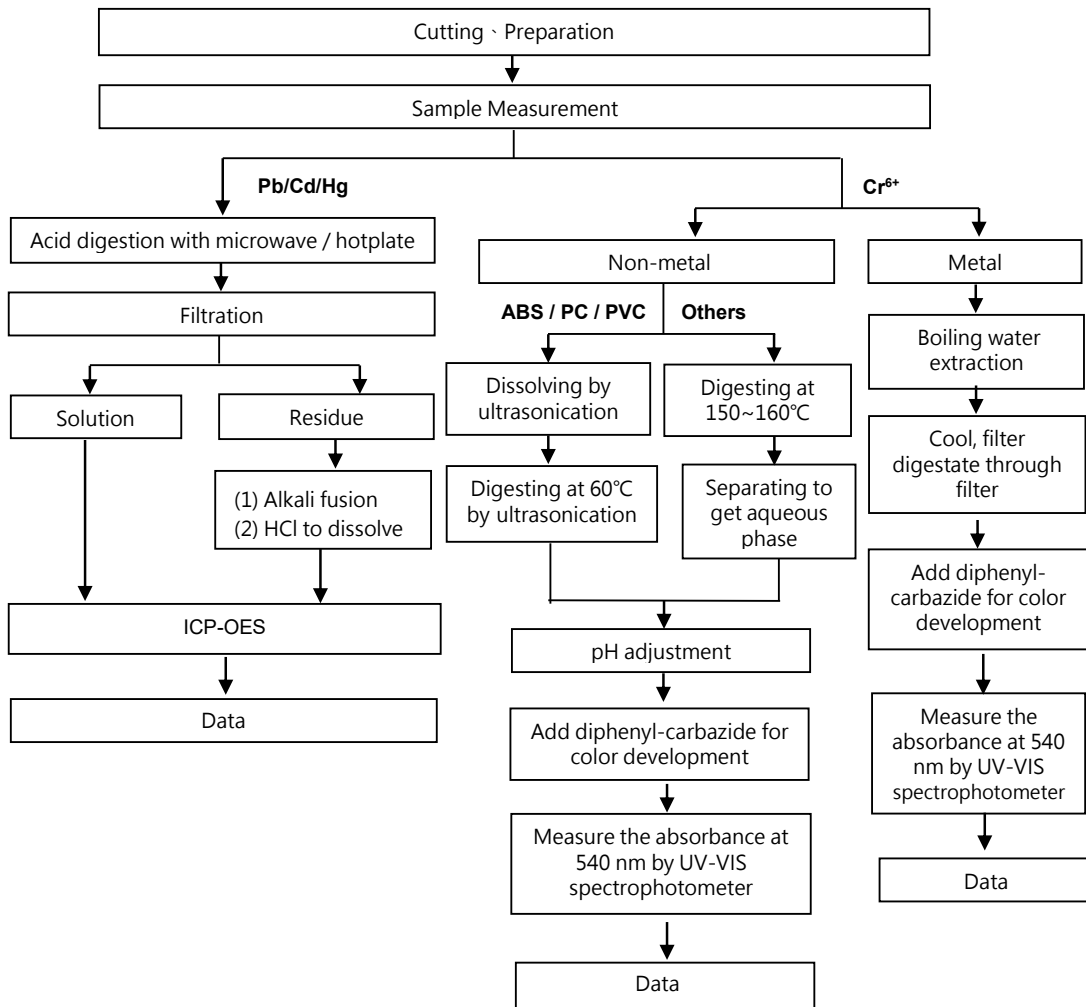 Cutting、Preparation
Sample Measurement
Pb/Cd/Hg
Cr⁶⁺
Acid digestion with microwave / hotplate
Non-metal
Metal
Filtration
ABS / PC / PVC
Others
Boiling water
extraction
Solution
Residue
Dissolving by
ultrasonication
Digesting at
150~160℃
Cool, filter
digestate through
filter
(1) Alkali fusion
(2) HCl to dissolve
Digesting at 60℃
by ultrasonication
Separating to
get aqueous
phase
Add diphenyl-
carbazide for color
development
ICP-OES
pH adjustment
Data
Add diphenyl-carbazide for
color development
Measure the
absorbance at 540
nm by UV-VIS
spectrophotometer
Measure the absorbance at
540 nm by UV-VIS
spectrophotometer
Data
Data